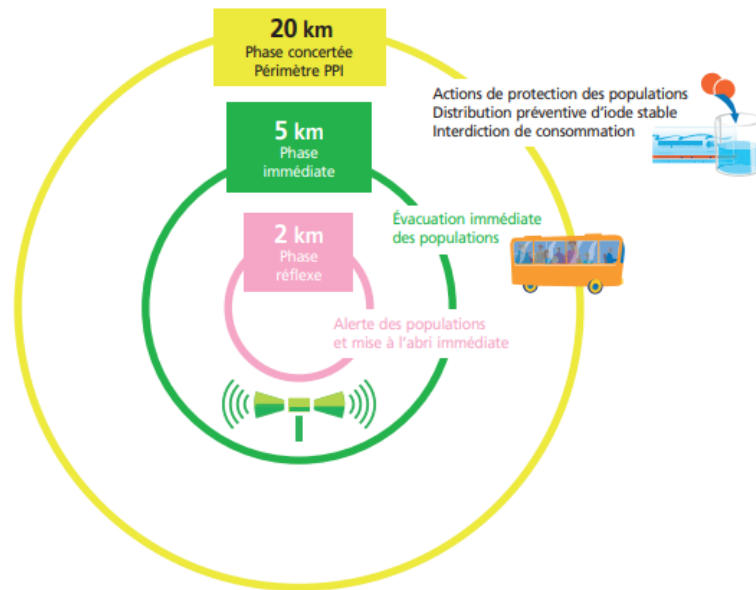 20 km
Phase concertée
Périmètre PPI
Actions de protection des populations
Distribution préventive d'iode stable
Interdiction de consommation
5 km
Phase
immédiate
Évacuation immédiate
des populations
2 km
Phase
réflexe
Alerte des populations
et mise à l'abri immédiate